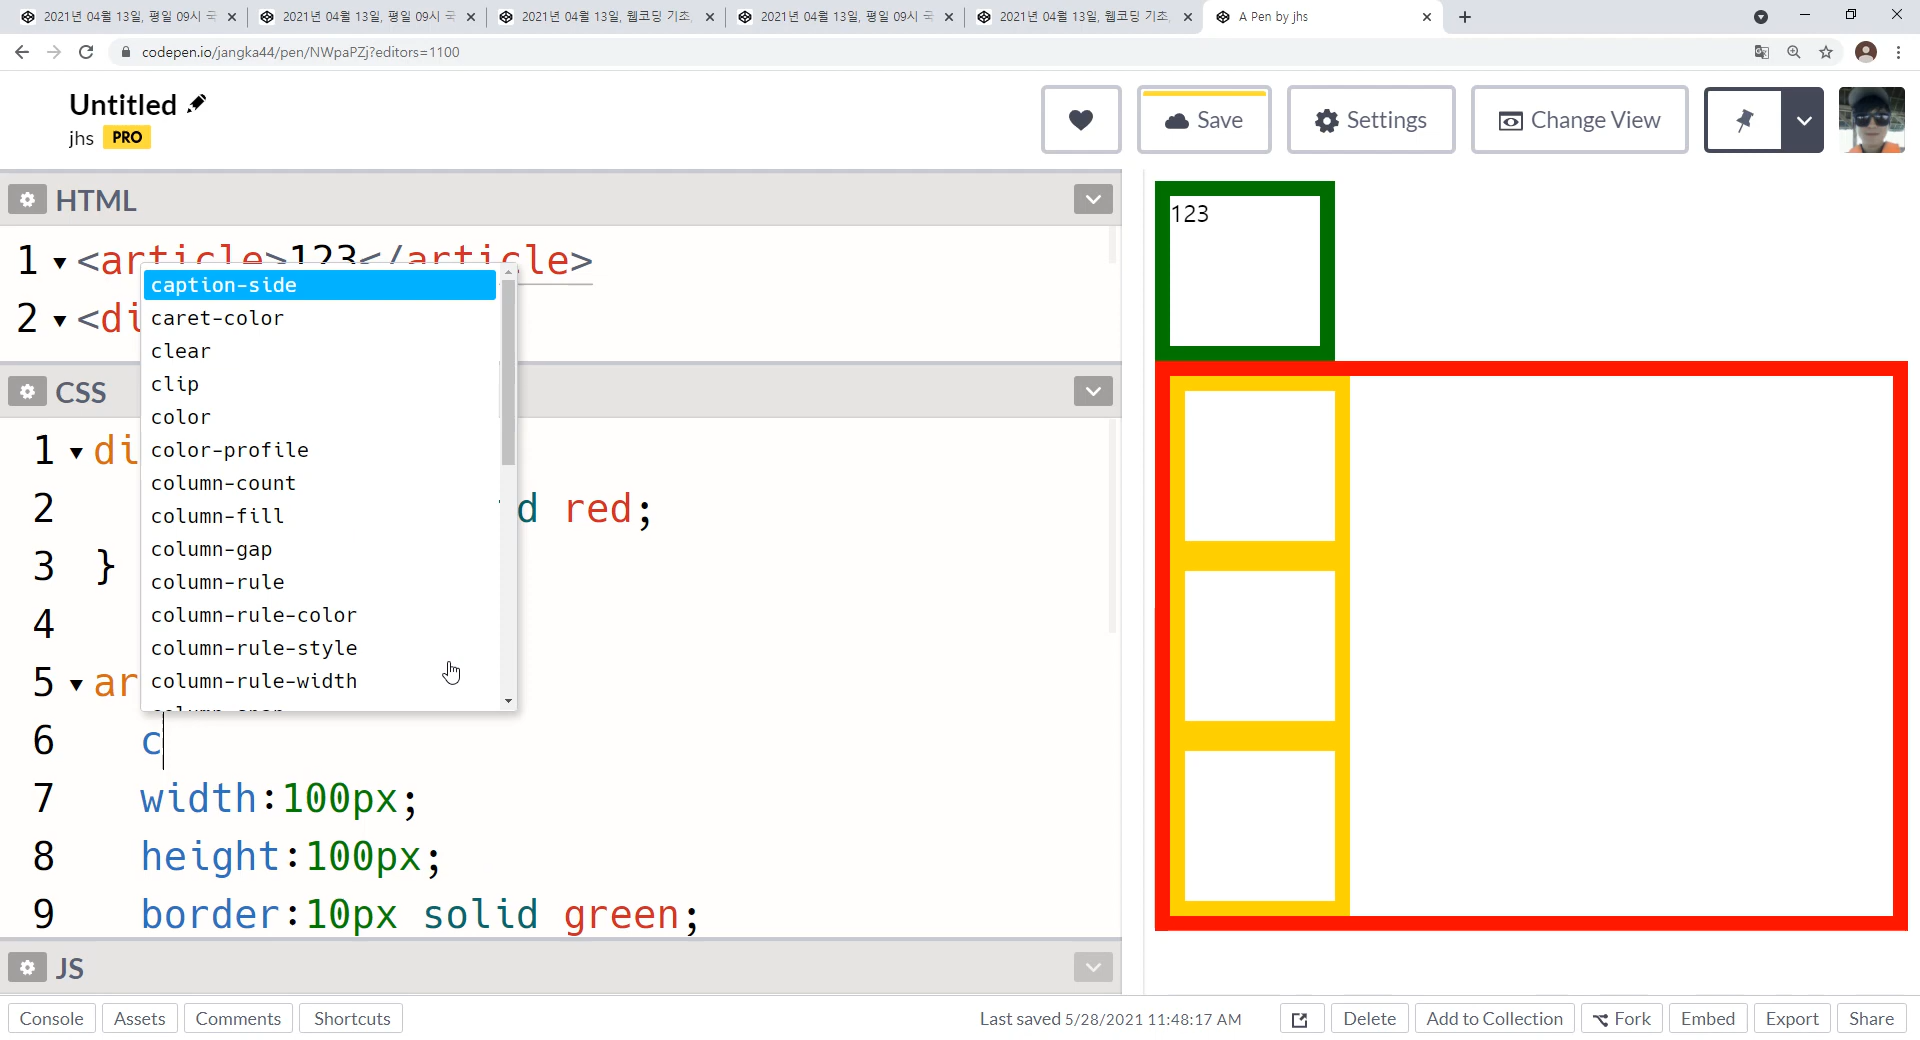 2021년 04월 13일, 평일 09시 국
2021년 04월 13일, 평일 09시 국
2021년 04월 13일, 웹코딩 기초.
2021년 04월 13일, 평일 09시 국
2021년 04월 13일, 웹코딩 기초.
A Pen by jhs
codepen.io/jangka44/pen/NWpaPZj?editors=1100
Untitled
jhs PRO
Save
Settings
Change View
HTML
1 <article>123</article>
2 <di
caption-side
caret-color
clear
clip
color
color-profile
column-count
column-fill
column-gap
column-rule
column-rule-color
column-rule-style
column-rule-width
CSS
1 di
2 d red;
3 }
4
5 ar
6 c
7 width:100px;
8 height:100px;
9 border:10px solid green;
JS
123
Console
Assets
Comments
Shortcuts
Last saved 5/28/2021 11:48:17 AM
Delete
Add to Collection
Fork
Embed
Export
Share